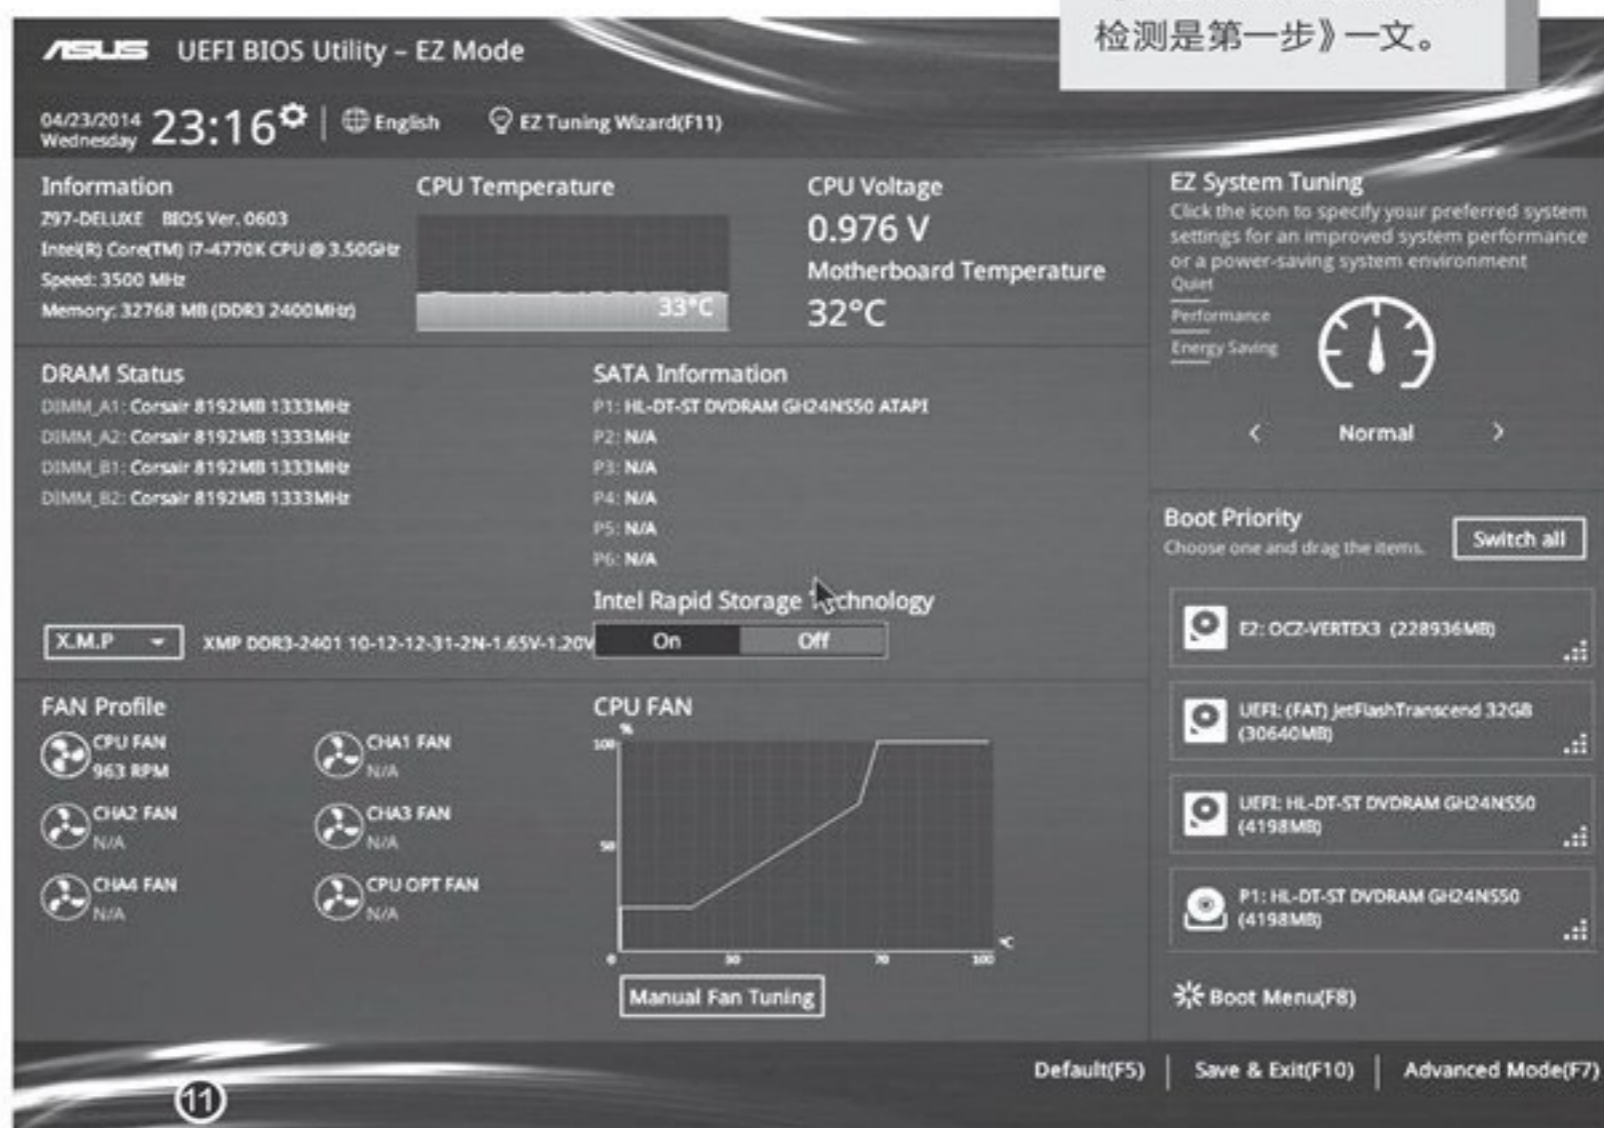 检测是第一步》一文。
ASUS UEFI BIOS Utility – EZ Mode
04/23/2014
Wednesday
23:16
English
EZ Tuning Wizard(F11)
Information
Z97-DELUXE BIOS Ver. 0603
Intel(R) Core(TM) i7-4770K CPU @ 3.50GHz
Speed: 3500 MHz
Memory: 32768 MB (DDR3 2400MHz)
CPU Temperature
33°C
CPU Voltage
0.976 V
Motherboard Temperature
32°C
EZ System Tuning
Click the icon to specify your preferred system
settings for an improved system performance
or a power-saving system environment
Quiet
Performance
Energy Saving
Normal
DRAM Status
DIMM_A1: Corsair 8192MB 1333MHz
DIMM_A2: Corsair 8192MB 1333MHz
DIMM_B1: Corsair 8192MB 1333MHz
DIMM_B2: Corsair 8192MB 1333MHz
X.M.P
XMP DDR3-2401 10-12-12-31-2N-1.65V-1.20V
SATA Information
P1: HL-DT-ST DVDRAM GH24NS50 ATAPI
P2: N/A
P3: N/A
P4: N/A
P5: N/A
P6: N/A
Intel Rapid Storage Technology
On Off
Boot Priority
Choose one and drag the items.
Switch all
E2: OCZ-VERTEX3 (228936MB)
UEFI: (FAT) JetFlashTranscend 32GB
(30640MB)
UEFI: HL-DT-ST DVDRAM GH24NS50
(4198MB)
P1: HL-DT-ST DVDRAM GH24NS50
(4198MB)
Boot Menu(F8)
FAN Profile
CPU FAN
963 RPM
CHA1 FAN
N/A
CHA2 FAN
N/A
CHA3 FAN
N/A
CHA4 FAN
N/A
CPU OPT FAN
N/A
CPU FAN
%
100
50
0 30 70 100
°C
Manual Fan Tuning
Default(F5) | Save & Exit(F10) | Advanced Mode(F7)
11